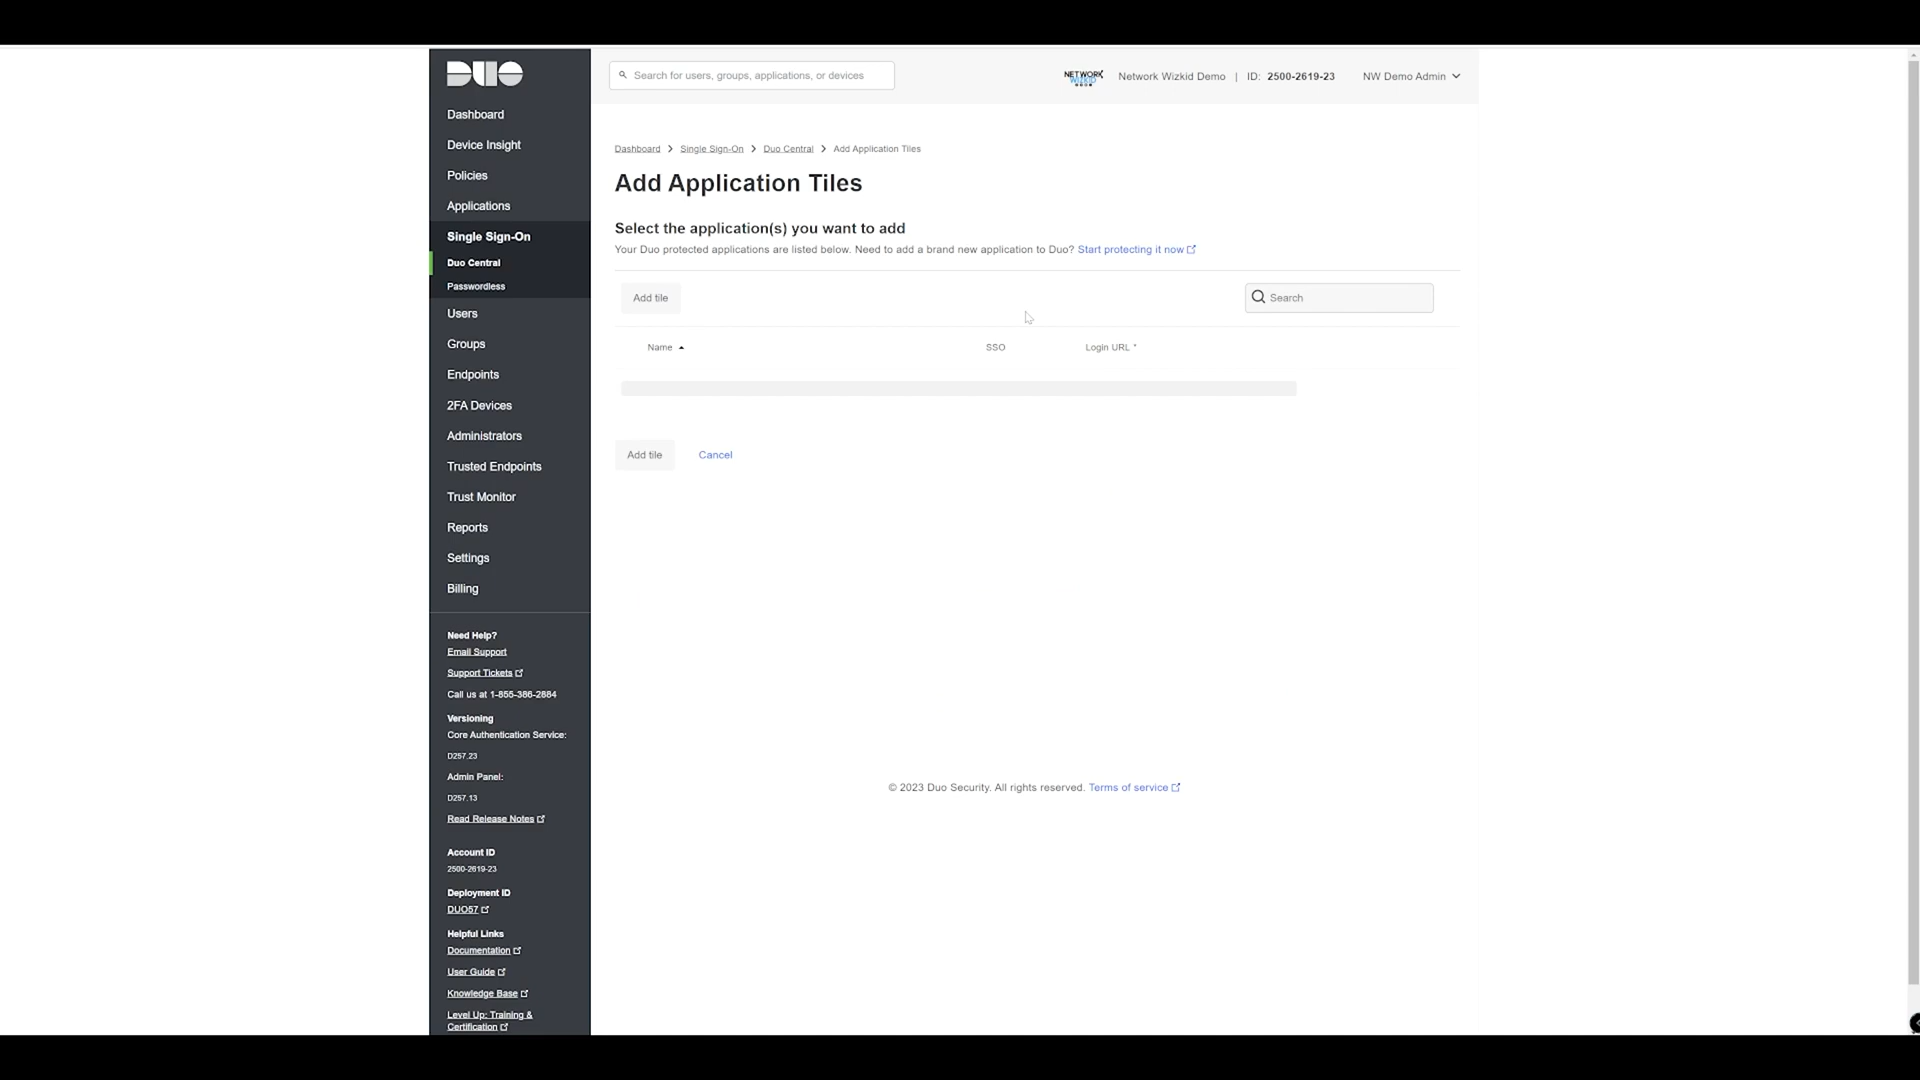 DUO
Dashboard
Device Insight
Policies
Applications
Single Sign-On
Duo Central
Passwordless
Users
Groups
Endpoints
2FA Devices
Administrators
Trusted Endpoints
Trust Monitor
Reports
Settings
Billing
Need Help?
Email Support
Support Tickets
Call us at 1-855-386-2884
Versioning
Core Authentication Service:
D257.23
Admin Panel:
D257.13
Read Release Notes
Account ID
2500-2619-23
Deployment ID
DUO57
Helpful Links
Documentation
User Guide
Knowledge Base
Level Up: Training &
Certification
Search for users, groups, applications, or devices
NETWORK
WIZKID
Network Wizkid Demo | ID: 2500-2619-23
NW Demo Admin
Dashboard > Single Sign-On > Duo Central > Add Application Tiles
Add Application Tiles
Select the application(s) you want to add
Your Duo protected applications are listed below. Need to add a brand new application to Duo? Start protecting it now
Add tile
Search
Name SSO Login URL *
Add tile Cancel
© 2023 Duo Security. All rights reserved. Terms of service